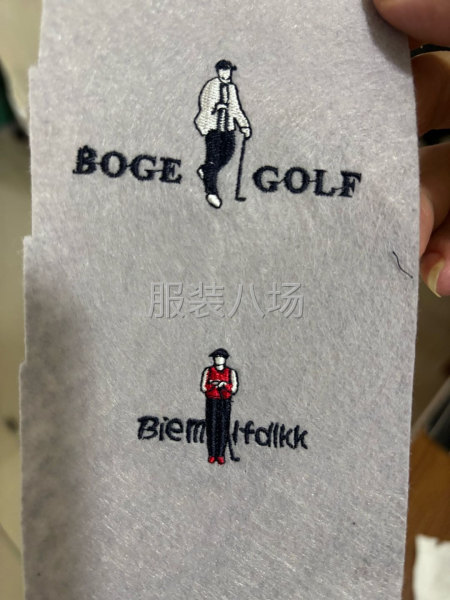 BOGE GOLF
服装八场
Biem lfdlkk